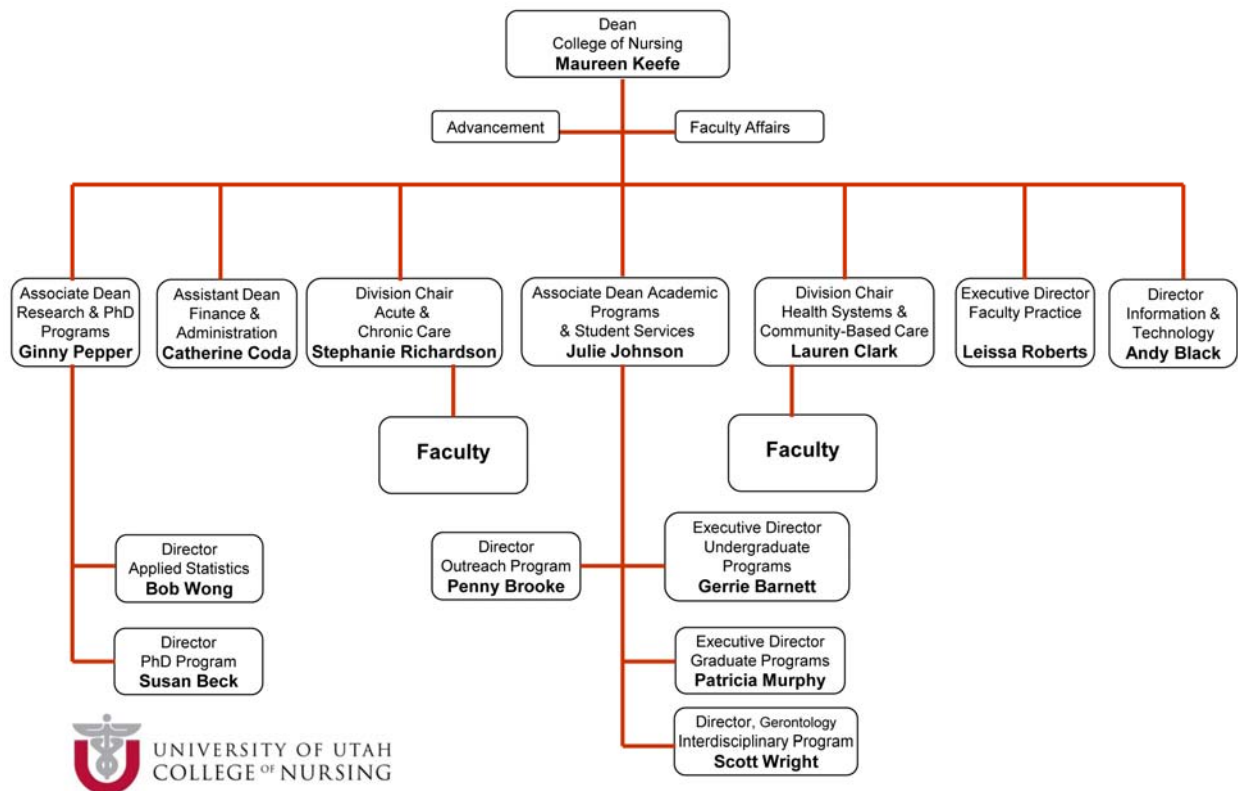 Dean
College of Nursing
Maureen Keefe
Advancement
Faculty Affairs
Associate Dean
Research & PhD
Programs
Ginny Pepper
Assistant Dean
Finance &
Administration
Catherine Coda
Division Chair
Acute &
Chronic Care
Stephanie Richardson
Associate Dean Academic
Programs
& Student Services
Julie Johnson
Division Chair
Health Systems &
Community-Based Care
Lauren Clark
Executive Director
Faculty Practice
Leissa Roberts
Director
Information &
Technology
Andy Black
Faculty
Faculty
Director
Applied Statistics
Bob Wong
Director
Outreach Program
Penny Brooke
Executive Director
Undergraduate
Programs
Gerrie Barnett
Director
PhD Program
Susan Beck
Executive Director
Graduate Programs
Patricia Murphy
Director, Gerontology
Interdisciplinary Program
Scott Wright
UNIVERSITY OF UTAH
COLLEGE OF NURSING